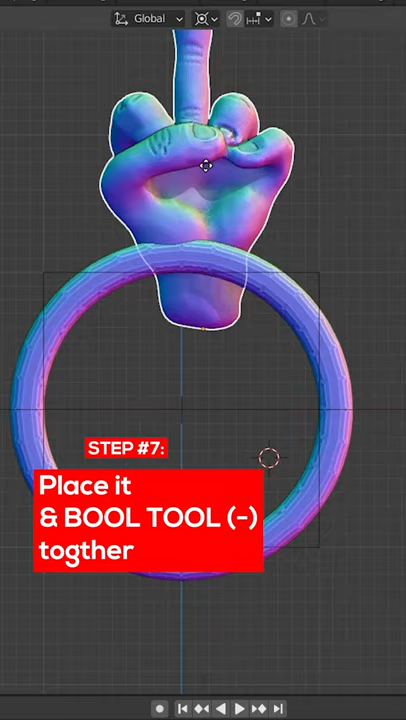 Global
STEP #7:
Place it
& BOOL TOOL (-)
togther